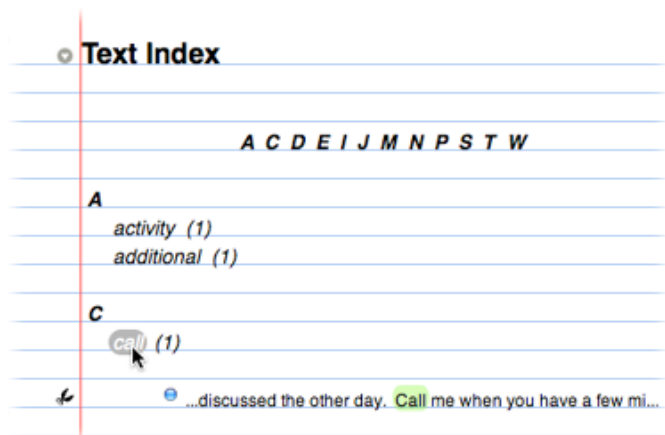 Text Index
A C D E I J M N P S T W
A
activity (1)
additional (1)
C
call (1)
...discussed the other day. Call me when you have a few mi...